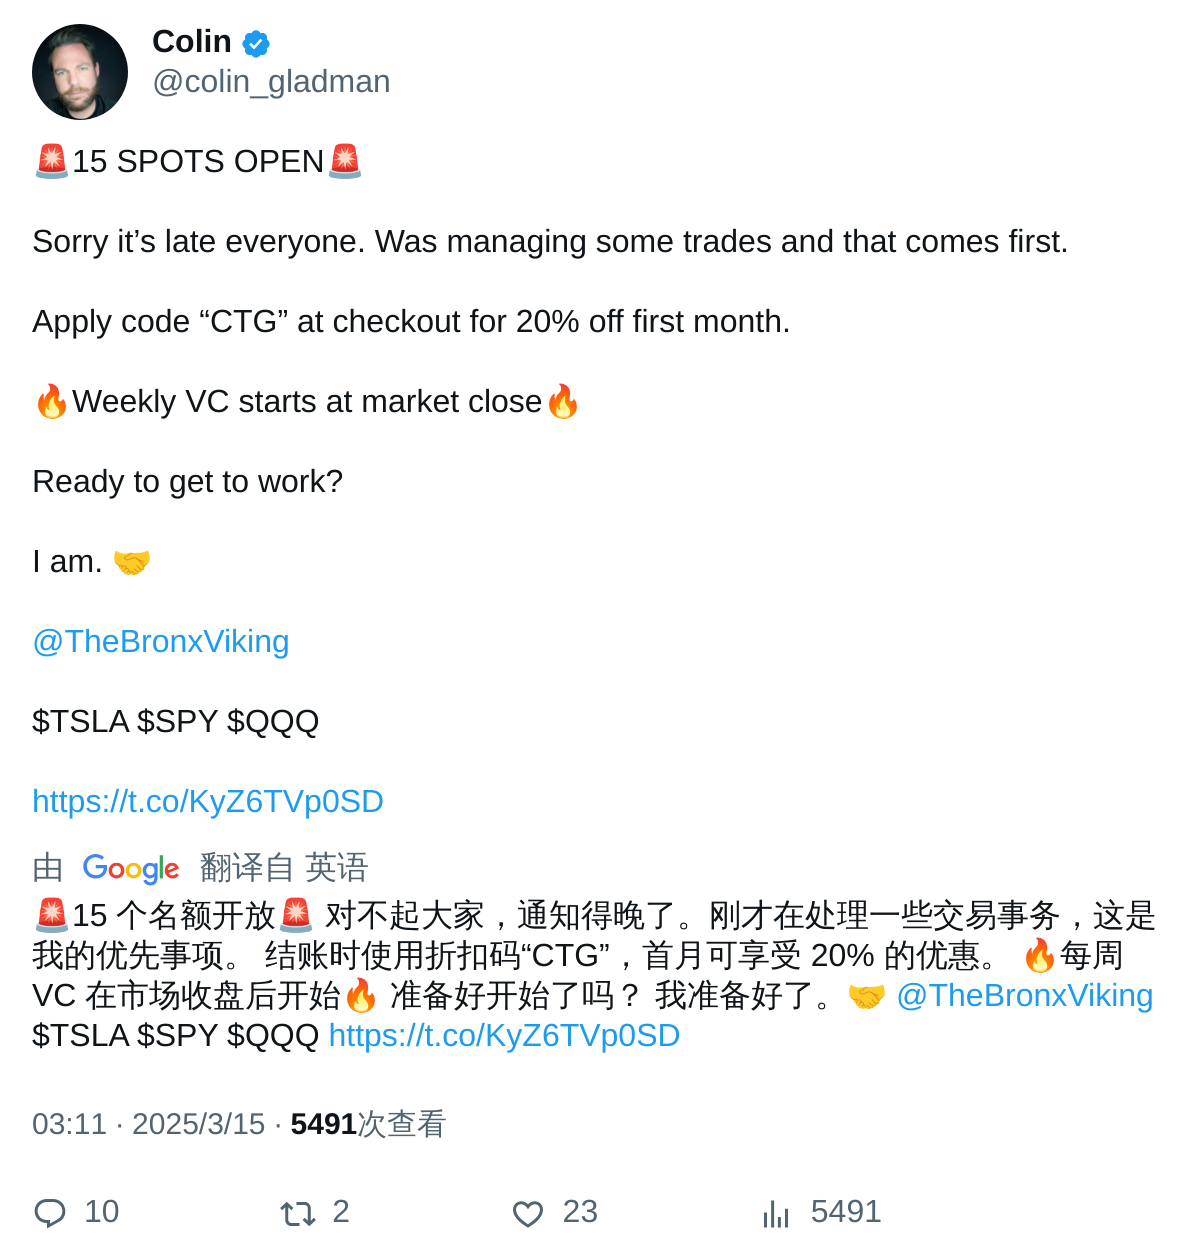 Colin
@colin_gladman
🚨15 SPOTS OPEN🚨
Sorry it’s late everyone. Was managing some trades and that comes first.
Apply code “CTG” at checkout for 20% off first month.
🔥Weekly VC starts at market close🔥
Ready to get to work?
I am. 🤝
@TheBronxViking
$TSLA $SPY $QQQ
https://t.co/KyZ6TVp0SD
由 Google 翻译自 英语
🚨15 个名额开放🚨 对不起大家，通知得晚了。刚才在处理一些交易事务，这是
我的优先事项。 结账时使用折扣码“CTG”，首月可享受 20% 的优惠。 🔥每周
VC 在市场收盘后开始🔥 准备好开始了吗？ 我准备好了。🤝 @TheBronxViking
$TSLA $SPY $QQQ https://t.co/KyZ6TVp0SD
03:11 · 2025/3/15 · 5491次查看
10 2 23 5491